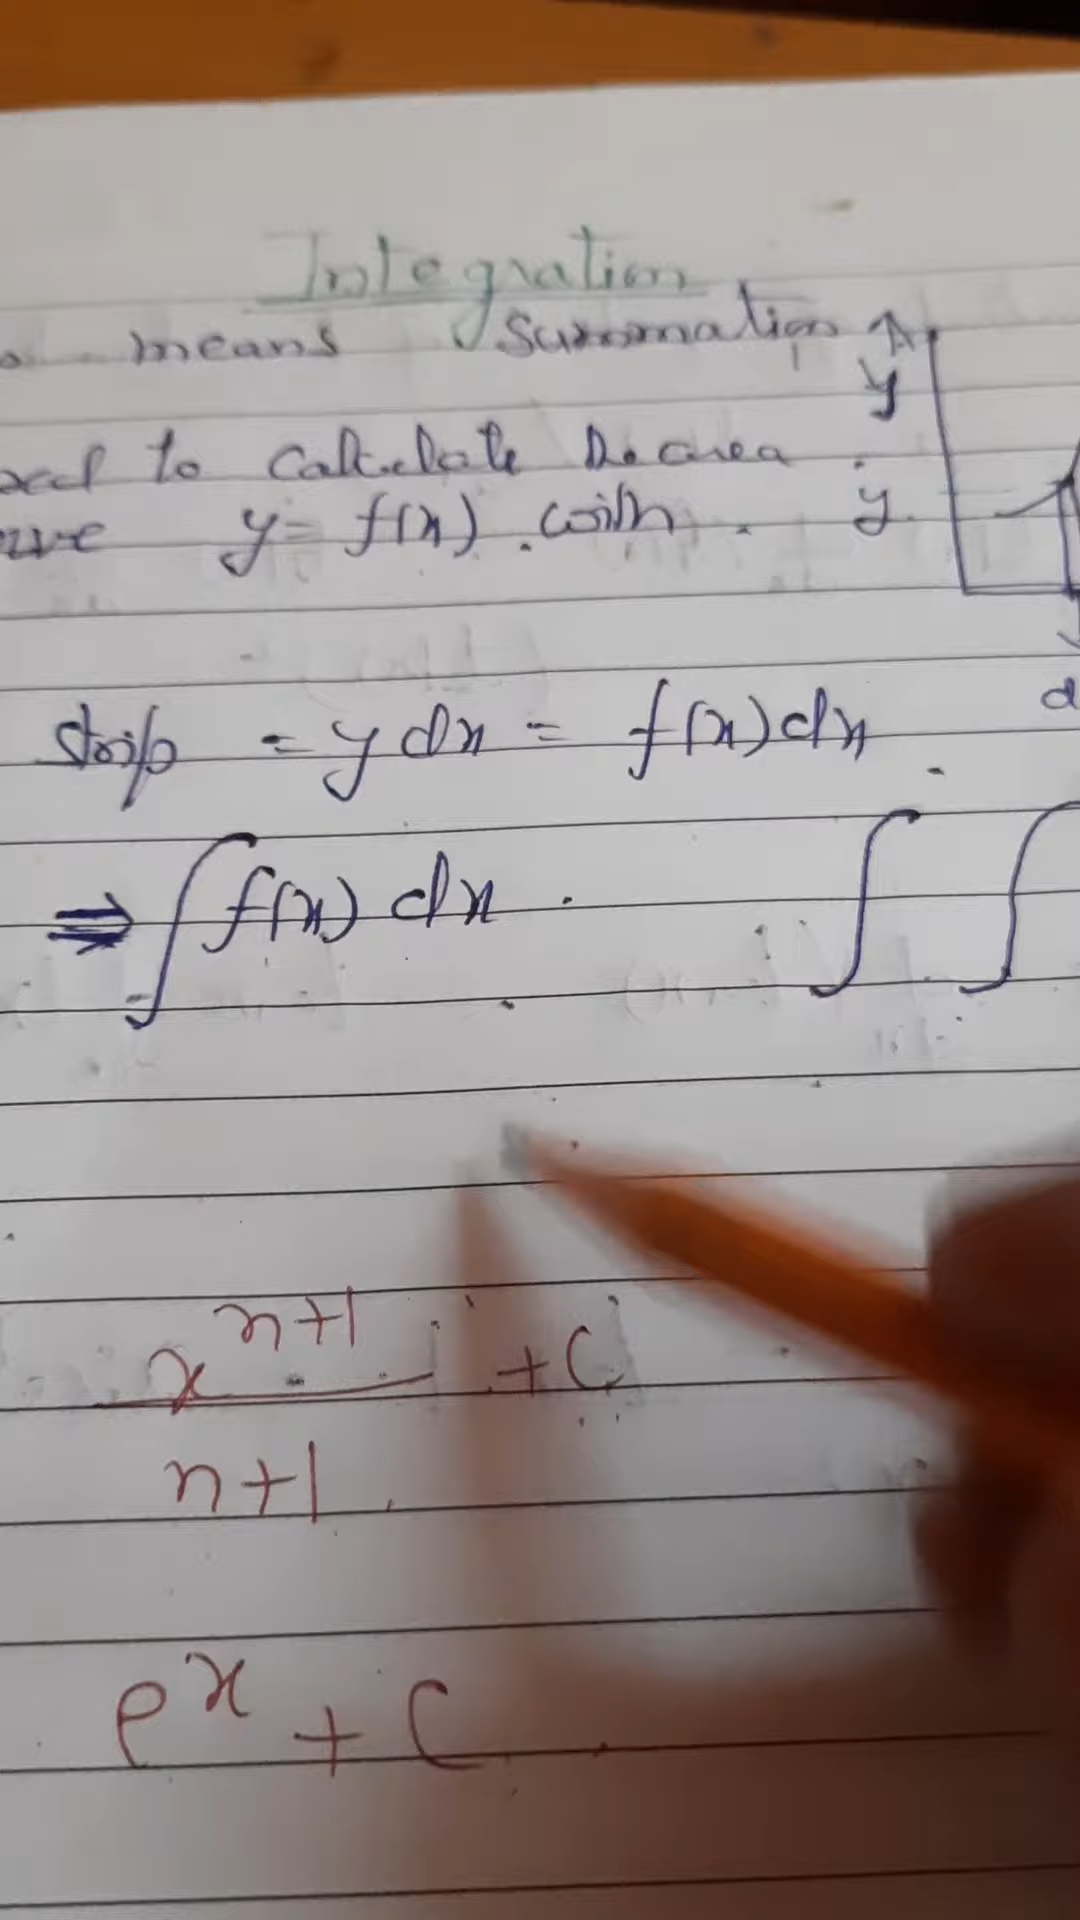 Integration
means Summation
y
to calculate the area
y = f(x) . with . y
strip = y dx = f(x) dx .
d
⇒ ∫ f(x) dx . ∫ ∫
x^{n+1} / n+1 + C
e^x + C